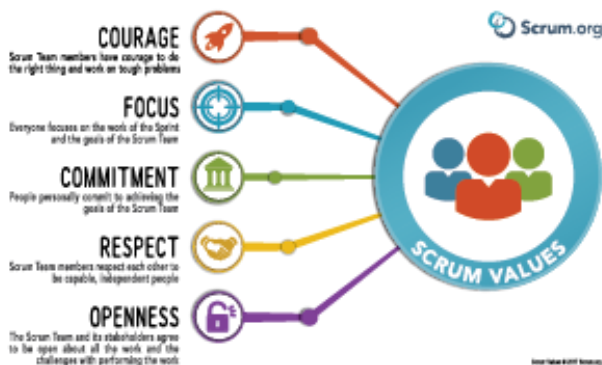 Scrum.org
COURAGE
Scrum Team members have courage to do
the right thing and work on tough problems
FOCUS
Everyone focuses on the work of the Sprint
and the goals of the Scrum Team
COMMITMENT
People personally commit to achieving the
goals of the Scrum Team
RESPECT
Scrum Team members respect each other to
be capable, independent people
OPENNESS
The Scrum Team and its stakeholders agree
to be open about all the work and the
challenges with performing the work
SCRUM VALUES